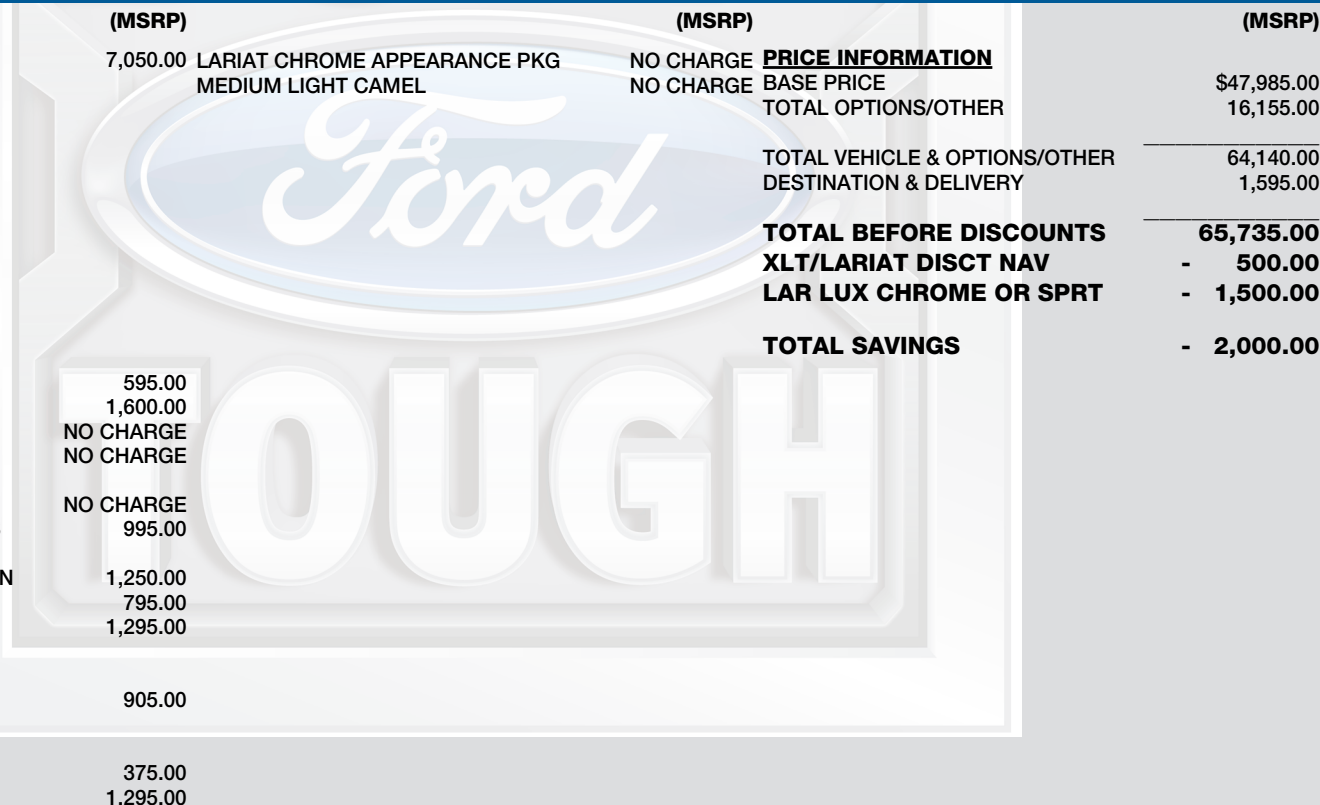 (MSRP) (MSRP) (MSRP)
7,050.00 LARIAT CHROME APPEARANCE PKG NO CHARGE PRICE INFORMATION
MEDIUM LIGHT CAMEL NO CHARGE BASE PRICE $47,985.00
TOTAL OPTIONS/OTHER 16,155.00
TOTAL VEHICLE & OPTIONS/OTHER 64,140.00
DESTINATION & DELIVERY 1,595.00
TOTAL BEFORE DISCOUNTS 65,735.00
XLT/LARIAT DISCT NAV - 500.00
LAR LUX CHROME OR SPRT - 1,500.00
TOTAL SAVINGS - 2,000.00
Ford
TOUGH
595.00
1,600.00
NO CHARGE
NO CHARGE
NO CHARGE
995.00
N 1,250.00
795.00
1,295.00
905.00
375.00
1,295.00